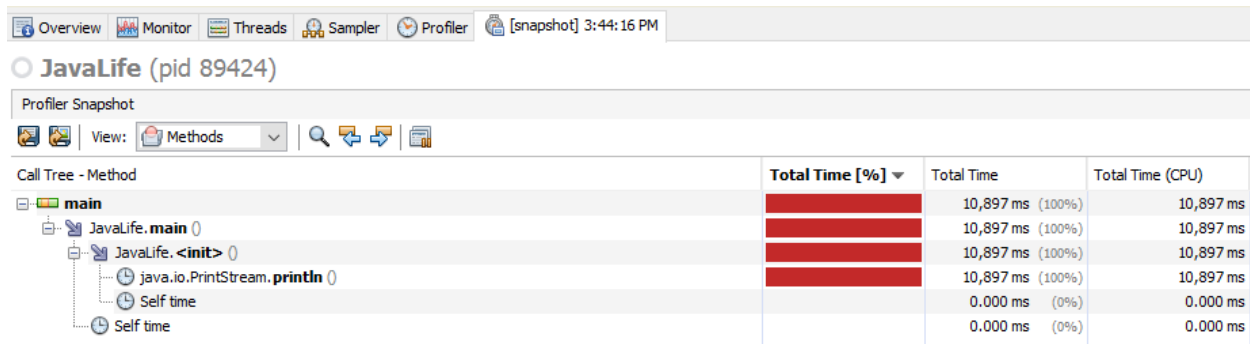 Overview Monitor Threads Sampler Profiler [snapshot] 3:44:16 PM
JavaLife (pid 89424)
Profiler Snapshot
View: Methods
Call Tree - Method Total Time [%] Total Time Total Time (CPU)
main 10,897 ms (100%) 10,897 ms
JavaLife.main () 10,897 ms (100%) 10,897 ms
JavaLife.<init> () 10,897 ms (100%) 10,897 ms
java.io.PrintStream.println () 10,897 ms (100%) 10,897 ms
Self time 0.000 ms (0%) 0.000 ms
Self time 0.000 ms (0%) 0.000 ms